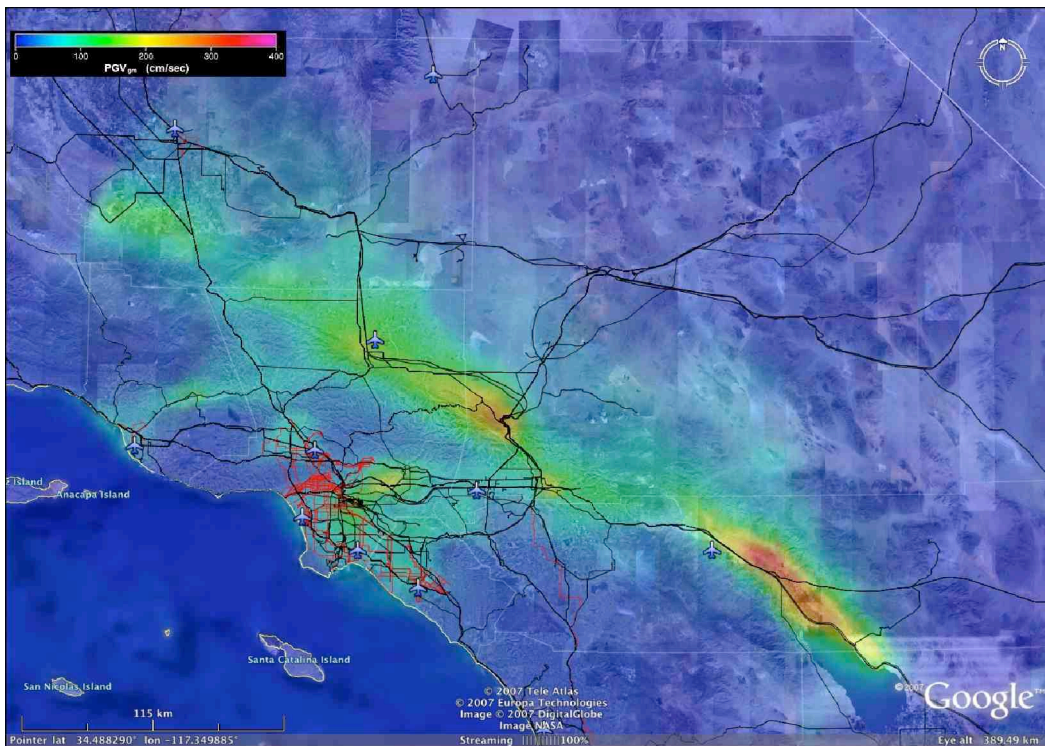 0 100 200 300 400
PGVgm (cm/sec)
N
E Island
Anacapa Island
Santa Catalina Island
San Nicolas Island
115 km
© 2007 Tele Atlas
© 2007 Europa Technologies
Image © 2007 DigitalGlobe
Image NASA
© 2007 Google
Pointer lat 34.488290° lon -117.349885° Streaming 100% Eye alt 389.49 km